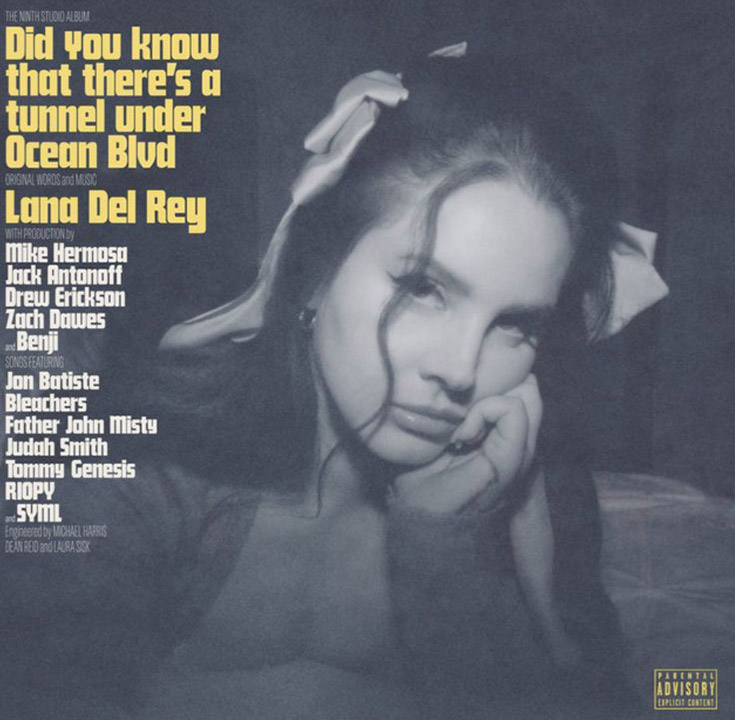 THE NINTH STUDIO ALBUM
Did you know
that there's a
tunnel under
Ocean Blvd
ORIGINAL WORDS and MUSIC
Lana Del Rey
WITH PRODUCTION by
Mike Hermosa
Jack Antonoff
Drew Erickson
Zach Dawes
and Benji
SONGS FEATURING
Jon Batiste
Bleachers
Father John Misty
Judah Smith
Tommy Genesis
RIOPY
and SYML
Engineered by MICHAEL HARRIS
DEAN REID and LAURA SISK
PARENTAL
ADVISORY
EXPLICIT CONTENT